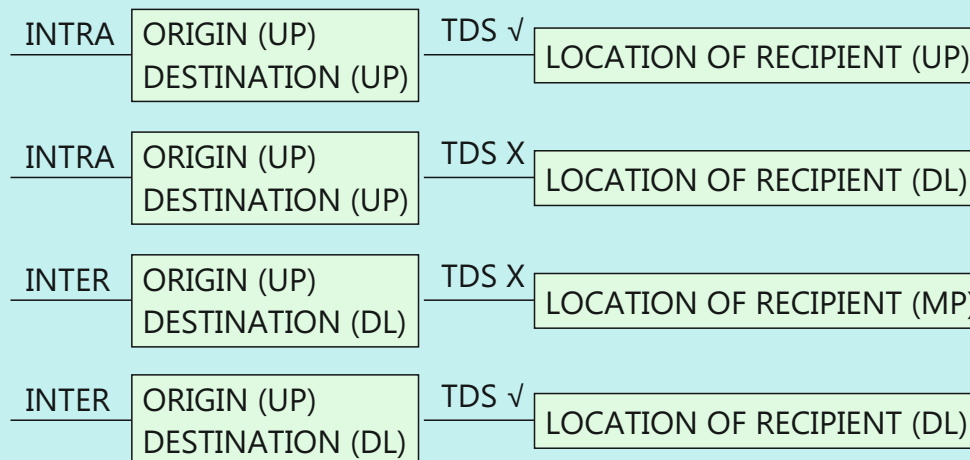 INTRA ORIGIN (UP) TDS √ LOCATION OF RECIPIENT (UP)
DESTINATION (UP)
INTRA ORIGIN (UP) TDS X LOCATION OF RECIPIENT (DL)
DESTINATION (UP)
INTER ORIGIN (UP) TDS X LOCATION OF RECIPIENT (MP)
DESTINATION (DL)
INTER ORIGIN (UP) TDS √ LOCATION OF RECIPIENT (DL)
DESTINATION (DL)